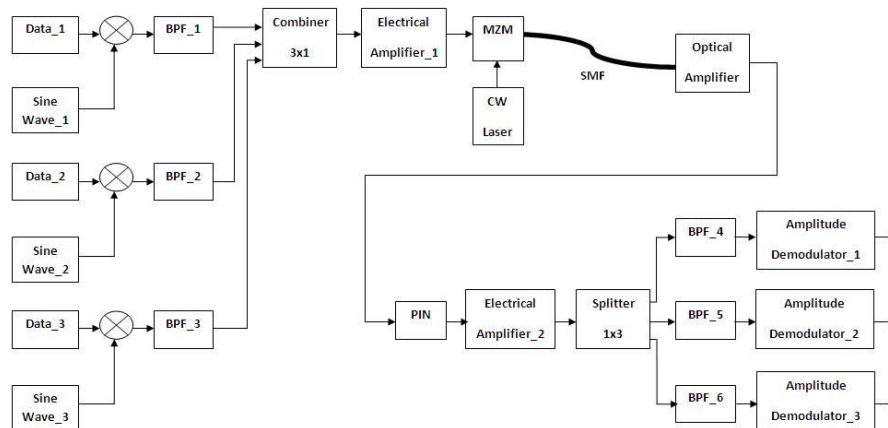 Data_1
BPF_1
Combiner
3x1
Electrical
Amplifier_1
MZM
SMF
Optical
Amplifier
Sine
Wave_1
CW
Laser
Data_2
BPF_2
Sine
Wave_2
Data_3
BPF_3
Sine
Wave_3
PIN
Electrical
Amplifier_2
Splitter
1x3
BPF_4
Amplitude
Demodulator_1
BPF_5
Amplitude
Demodulator_2
BPF_6
Amplitude
Demodulator_3